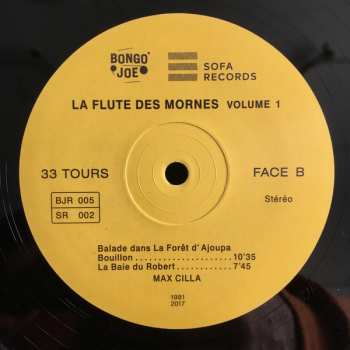 BONGO JOE
SOFA RECORDS
LA FLUTE DES MORNES VOLUME 1
33 TOURS
FACE B
BJR 005
SR 002
Stéréo
Balade dans La Forêt d'Ajoupa
Bouillon.......................10'35
La Baie du Robert..............7'45
MAX CILLA
1981
2017